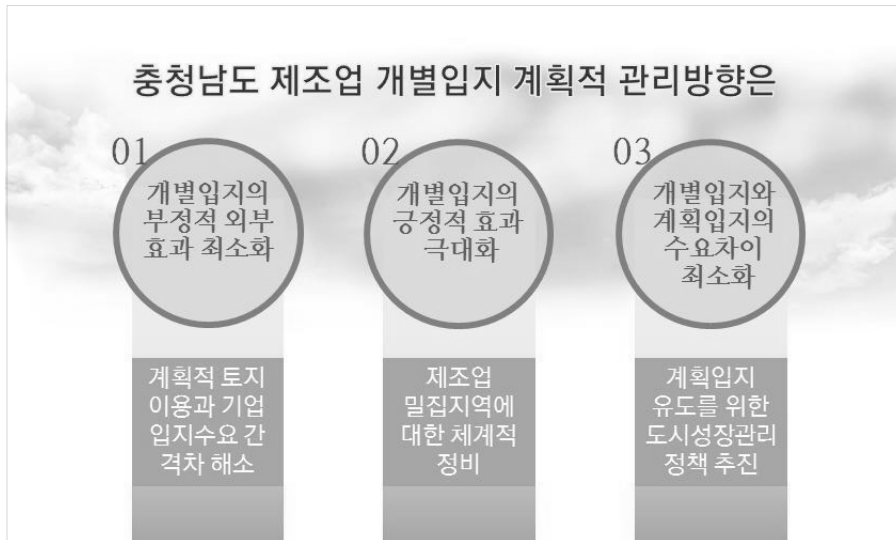 충청남도 제조업 개별입지 계획적 관리방향은
01
개별입지의
부정적 외부
효과 최소화
계획적 토지
이용과 기업
입지수요 간
격차 해소
02
개별입지의
긍정적 효과
극대화
제조업
밀집지역에
대한 체계적
정비
03
개별입지와
계획입지의
수요차이
최소화
계획입지
유도를 위한
도시성장관리
정책 추진